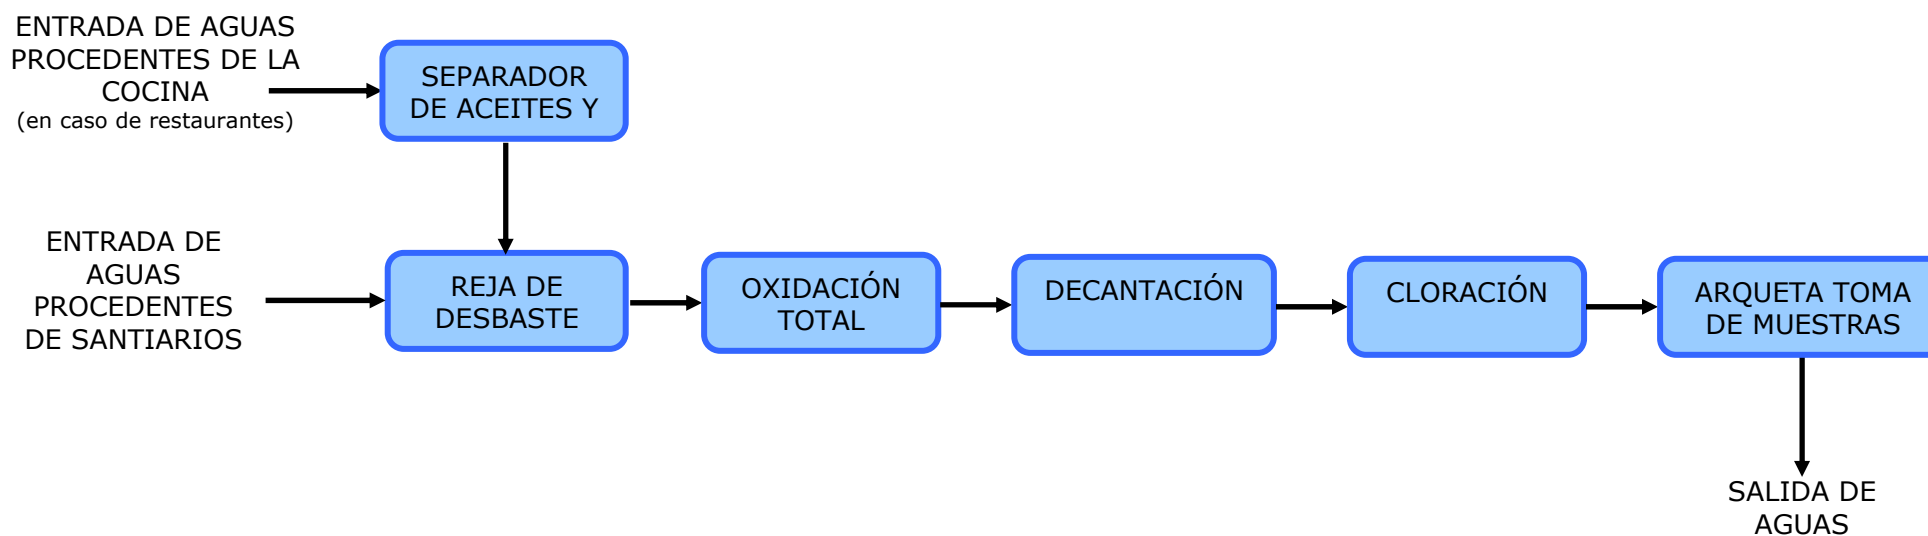 ENTRADA DE AGUAS
PROCEDENTES DE LA
COCINA
(en caso de restaurantes)
SEPARADOR
DE ACEITES Y
ENTRADA DE
AGUAS
PROCEDENTES
DE SANTIARIOS
REJA DE
DESBASTE
OXIDACIÓN
TOTAL
DECANTACIÓN
CLORACIÓN
ARQUETA TOMA
DE MUESTRAS
SALIDA DE
AGUAS